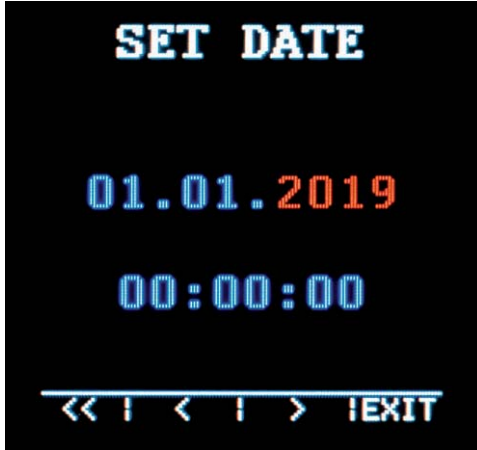 SET DATE
01.01.2019
00:00:00
<< ¦ < ¦ > ¦EXIT